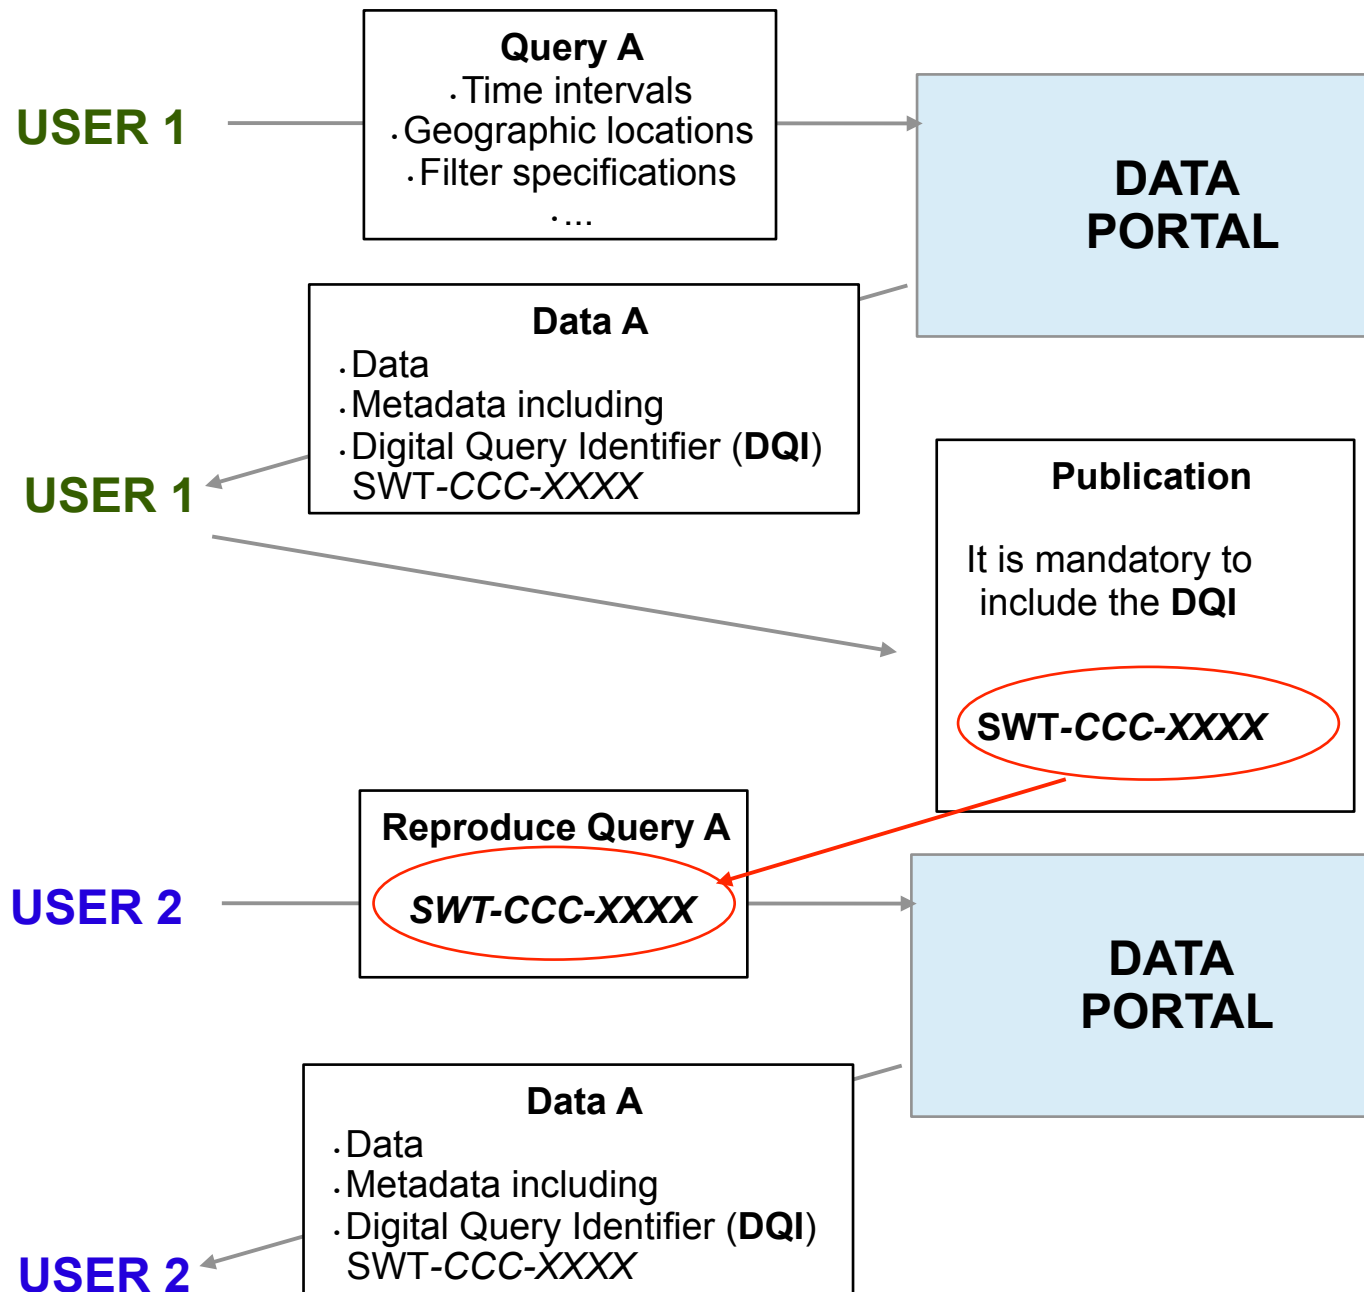 Query A
USER 1
· Time intervals
· Geographic locations
· Filter specifications
· ...
DATA
PORTAL
Data A
· Data
· Metadata including
· Digital Query Identifier (DQI)
SWT-CCC-XXXX
USER 1
Publication
It is mandatory to
include the DQI
SWT-CCC-XXXX
Reproduce Query A
USER 2
SWT-CCC-XXXX
DATA
PORTAL
Data A
· Data
· Metadata including
· Digital Query Identifier (DQI)
SWT-CCC-XXXX
USER 2